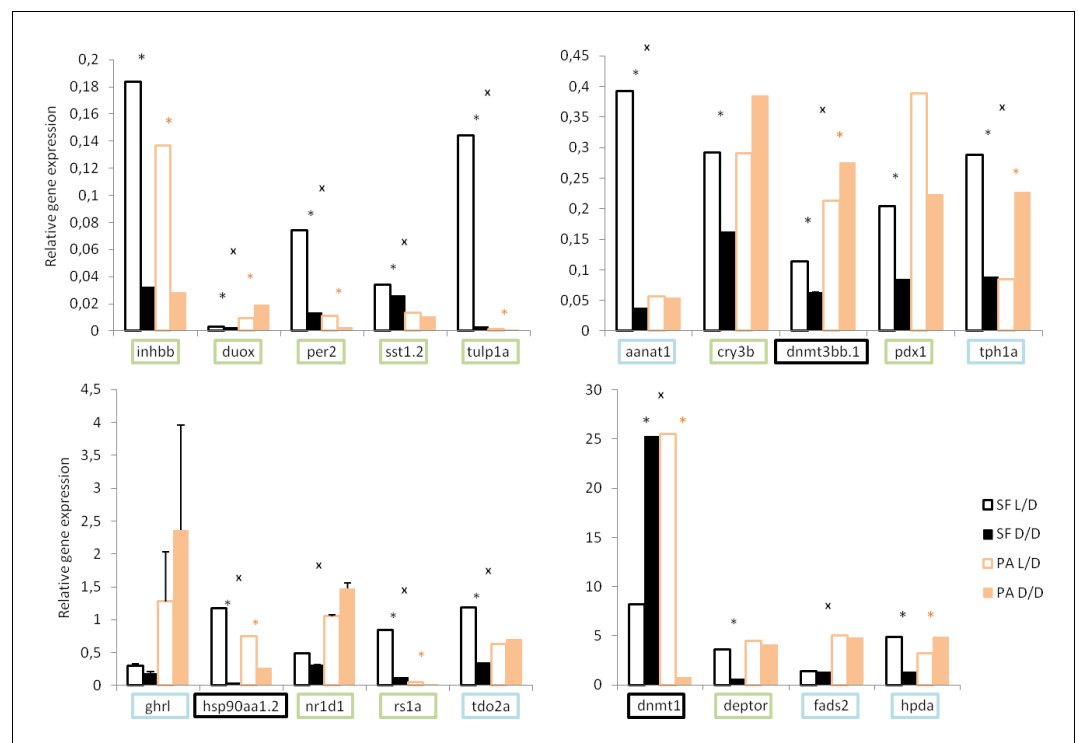 Relative gene expression
0,2
0,18
0,16
0,14
0,12
0,1
0,08
0,06
0,04
0,02
0
* * * * x * x * * x * x * x *
inhbb duox per2 sst1.2 tulp1a
0,45
0,4
0,35
0,3
0,25
0,2
0,15
0,1
0,05
0
* x * * x * * * x *
aanat1 cry3b dnmt3bb.1 pdx1 tph1a
Relative gene expression
4,5
4
3,5
3
2,5
2
1,5
1
0,5
0
* x * x * x * * x
ghrl hsp90aa1.2 nr1d1 rs1a tdo2a
30
25
20
15
10
5
0
* x * * x * *
dnmt1 deptor fads2 hpda
SF L/D
SF D/D
PA L/D
PA D/D